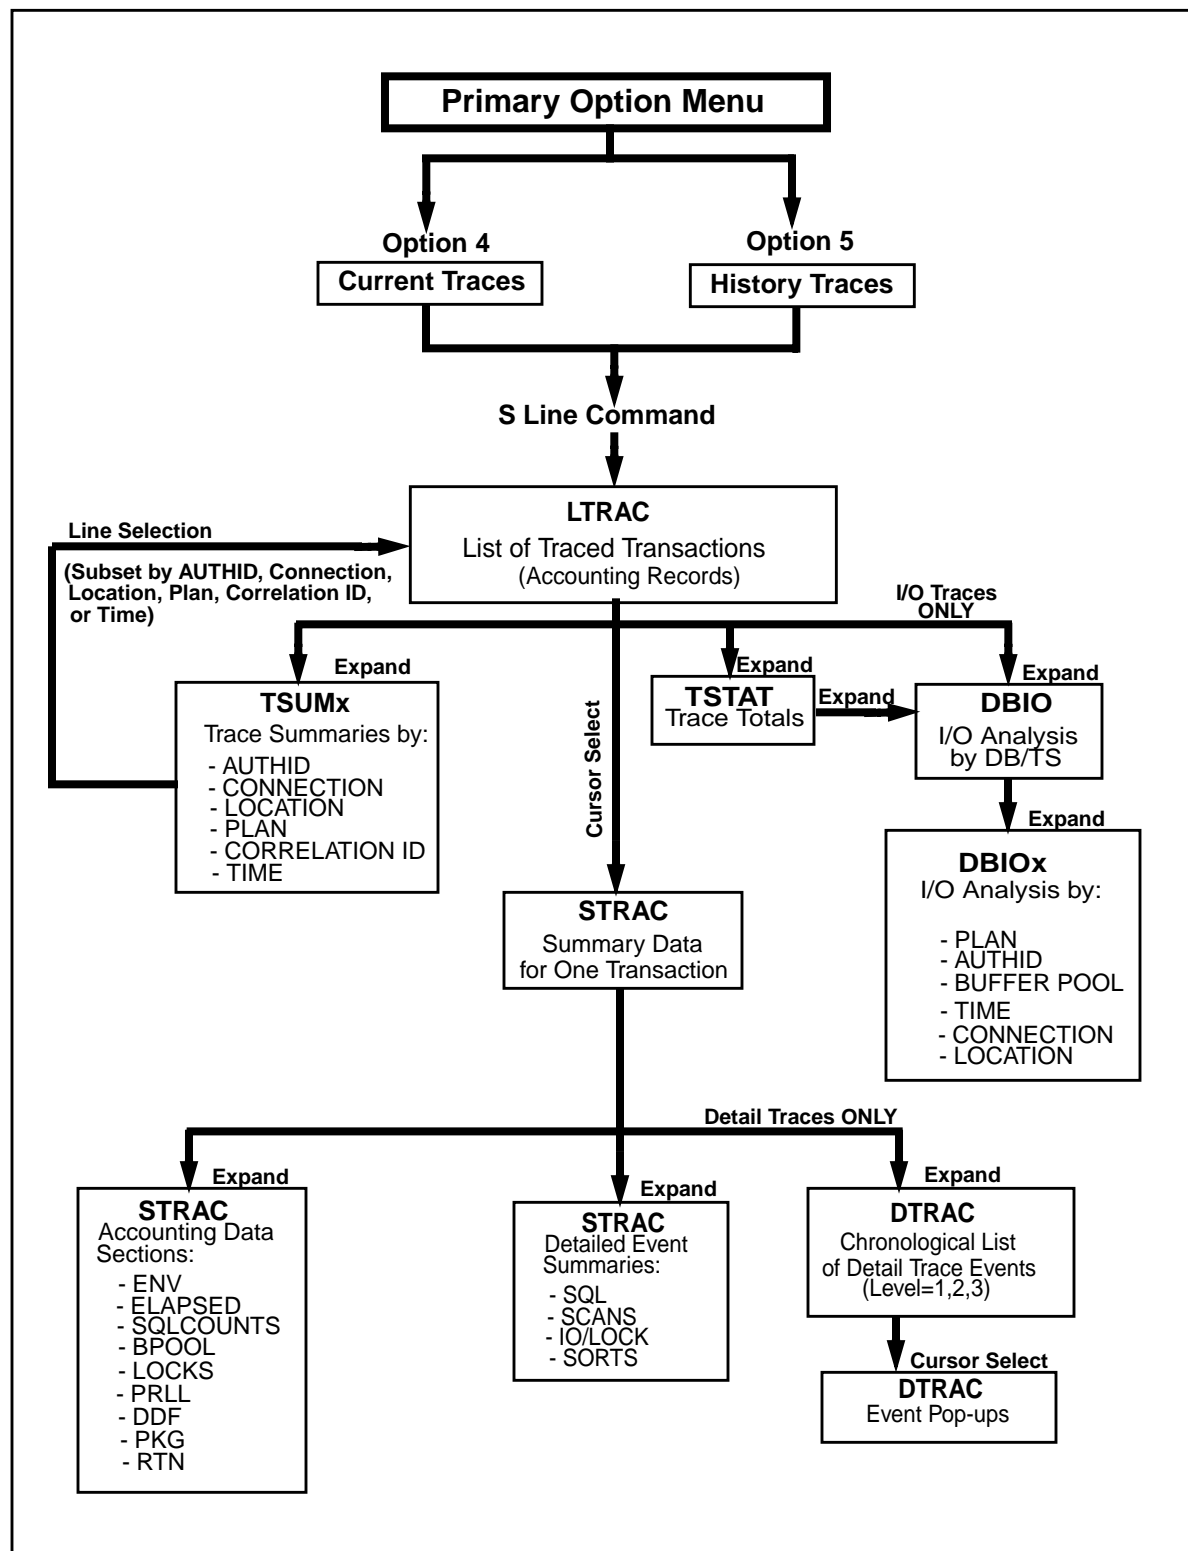 Primary Option Menu
Option 4
Current Traces
Option 5
History Traces
S Line Command
LTRAC
List of Traced Transactions
(Accounting Records)
Line Selection
(Subset by AUTHID, Connection,
Location, Plan, Correlation ID,
or Time)
I/O Traces
ONLY
Expand
TSUMx
Trace Summaries by:
- AUTHID
- CONNECTION
- LOCATION
- PLAN
- CORRELATION ID
- TIME
Cursor Select
Expand
TSTAT
Trace Totals
Expand
Expand
DBIO
I/O Analysis
by DB/TS
Expand
DBIOx
I/O Analysis by:
- PLAN
- AUTHID
- BUFFER POOL
- TIME
- CONNECTION
- LOCATION
STRAC
Summary Data
for One Transaction
Detail Traces ONLY
Expand
STRAC
Accounting Data
Sections:
- ENV
- ELAPSED
- SQLCOUNTS
- BPOOL
- LOCKS
- PRLL
- DDF
- PKG
- RTN
Expand
STRAC
Detailed Event
Summaries:
- SQL
- SCANS
- IO/LOCK
- SORTS
Expand
DTRAC
Chronological List
of Detail Trace Events
(Level=1,2,3)
Cursor Select
DTRAC
Event Pop-ups